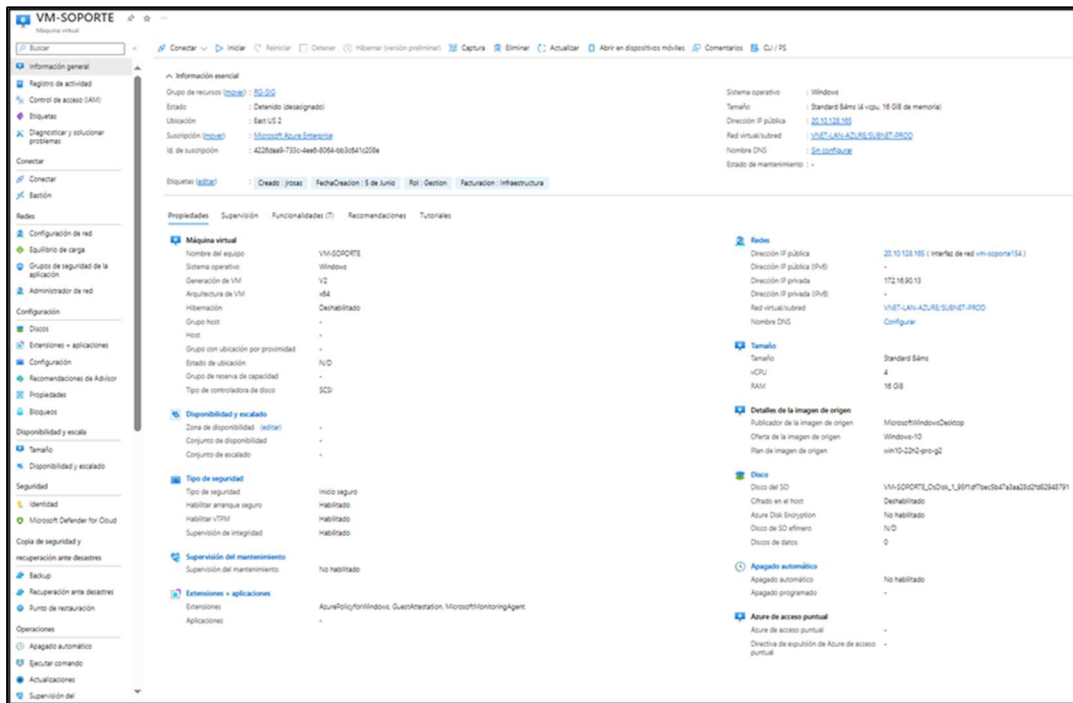 VM-SOPORTE
Máquina virtual
Buscar
Conectar Iniciar Reiniciar Detener Hibernar (versión preliminar) Captura Eliminar Actualizar Abrir en dispositivos móviles Comentarios CLI / PS
Información general
Registro de actividad
Control de acceso (IAM)
Etiquetas
Diagnosticar y solucionar
problemas
Conectar
Conectar
Bastión
Redes
Configuración de red
Equilibrio de carga
Grupos de seguridad de la
aplicación
Administrador de red
Configuración
Discos
Extensiones + aplicaciones
Configuración
Recomendaciones de Advisor
Propiedades
Bloqueos
Disponibilidad y escala
Tamaño
Disponibilidad y escalado
Seguridad
Identidad
Microsoft Defender for Cloud
Copia de seguridad y
recuperación ante desastres
Backup
Recuperación ante desastres
Punto de restauración
Operaciones
Apagado automático
Ejecutar comando
Actualizaciones
Supervisión del
Información esencial
Grupo de recursos (mover) : RG-SIG
Estado : Detenido (desasignado)
Ubicación : East US 2
Suscripción (mover) : Microsoft Azure Enterprise
Id. de suscripción : 4226daa9-733c-4ee6-8064-bb3c641c208e
Sistema operativo : Windows
Tamaño : Standard B4ms (4 vcpu, 16 GiB de memoria)
Dirección IP pública : 20.10.128.165
Red virtual/subred : VNET-LAN-AZURE/SUBNET-PROD
Nombre DNS : Sin configurar
Estado de mantenimiento : -
Etiquetas (editar) : Creado : jrosas FechaCreacion : 5 de Junio Rol : Gestion Facturacion : Infraestructura
Propiedades Supervisión Funcionalidades (7) Recomendaciones Tutoriales
Máquina virtual
Nombre del equipo VM-SOPORTE
Sistema operativo Windows
Generación de VM V2
Arquitectura de VM x64
Hibernación Deshabilitado
Grupo host -
Host -
Grupo con ubicación por proximidad -
Estado de ubicación N/D
Grupo de reserva de capacidad -
Tipo de controladora de disco SCSI
Disponibilidad y escalado
Zona de disponibilidad (editar) -
Conjunto de disponibilidad -
Conjunto de escalado -
Tipo de seguridad
Tipo de seguridad Inicio seguro
Habilitar arranque seguro Habilitado
Habilitar vTPM Habilitado
Supervisión de integridad Habilitado
Supervisión del mantenimiento
Supervisión del mantenimiento No habilitado
Extensiones + aplicaciones
Extensiones AzurePolicyforWindows, GuestAttestation, MicrosoftMonitoringAgent
Aplicaciones -
Redes
Dirección IP pública 20.10.128.165 ( Interfaz de red vm-soporte154 )
Dirección IP pública (IPv6) -
Dirección IP privada 172.16.90.13
Dirección IP privada (IPv6) -
Red virtual/subred VNET-LAN-AZURE/SUBNET-PROD
Nombre DNS Configurar
Tamaño
Tamaño Standard B4ms
vCPU 4
RAM 16 GiB
Detalles de la imagen de origen
Publicador de la imagen de origen MicrosoftWindowsDesktop
Oferta de la imagen de origen Windows-10
Plan de imagen de origen win10-22h2-pro-g2
Disco
Disco del SO
Cifrado en el host Deshabilitado
Azure Disk Encryption No habilitado
Disco de SO efímero N/D
Discos de datos 0
Apagado automático
Apagado automático No habilitado
Apagado programado -
Azure de acceso puntual
Azure de acceso puntual -
Directiva de expulsión de Azure de acceso -
puntual